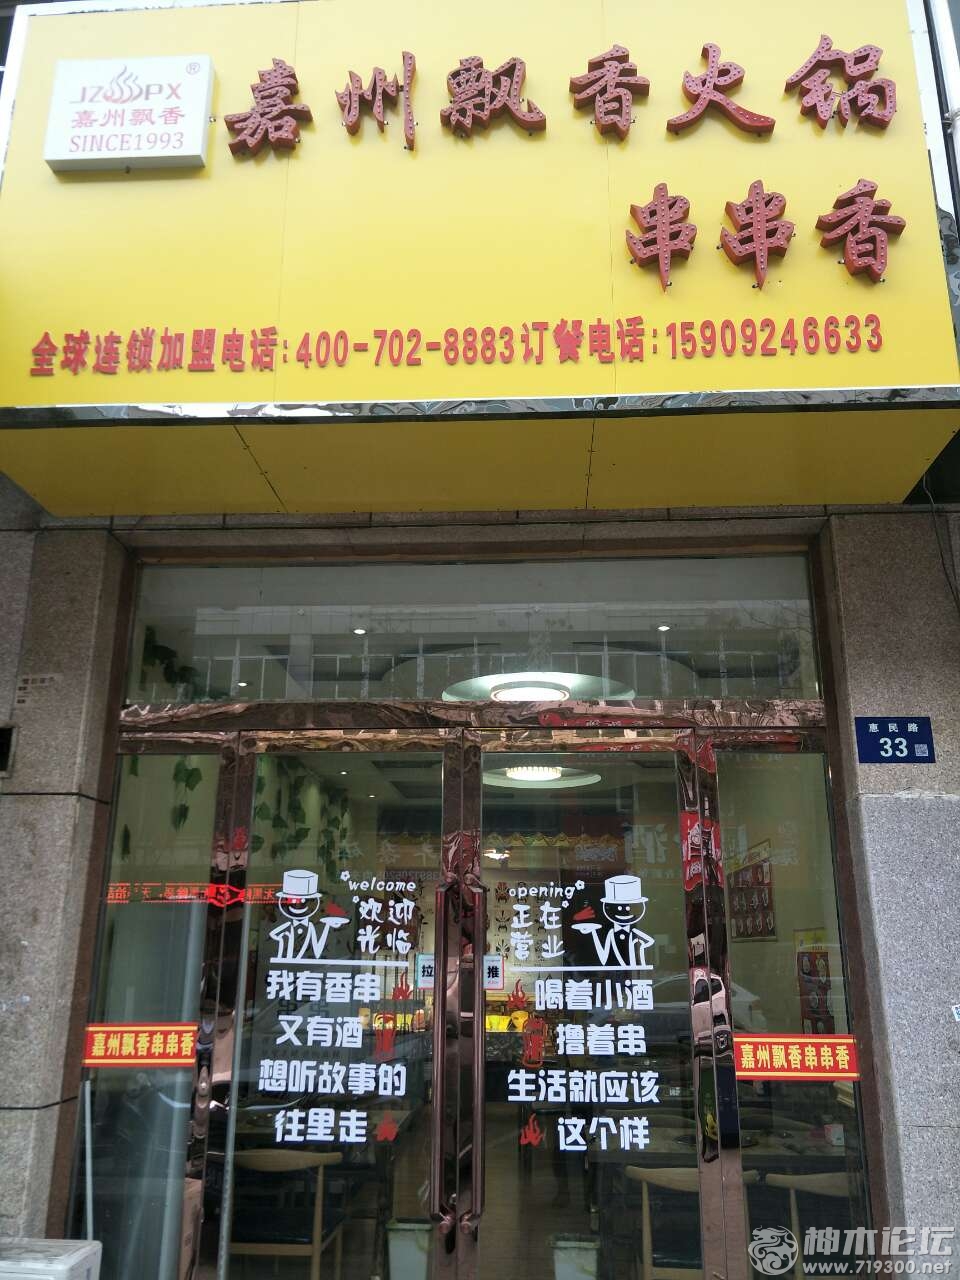 JZPX®
嘉州飘香
SINCE1993
嘉州飘香火锅
串串香
全球连锁加盟电话:400-702-8883订餐电话:15909246633
惠民路
33
welcome
欢迎
光临
我有香串
又有酒
想听故事的
往里走
opening
正在
营业
喝着小酒
撸着串
生活就应该
这个样
拉
推
嘉州飘香串串香
嘉州飘香串串香
神木论坛
www.719300.net